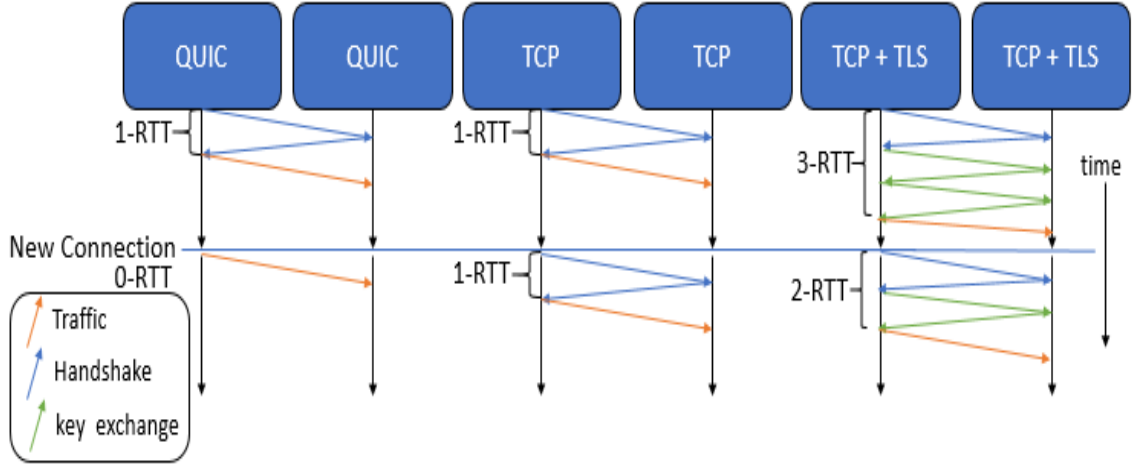 QUIC
QUIC
TCP
TCP
TCP + TLS
TCP + TLS
1-RTT
1-RTT
3-RTT
time
New Connection
0-RTT
1-RTT
2-RTT
Traffic
Handshake
key exchange